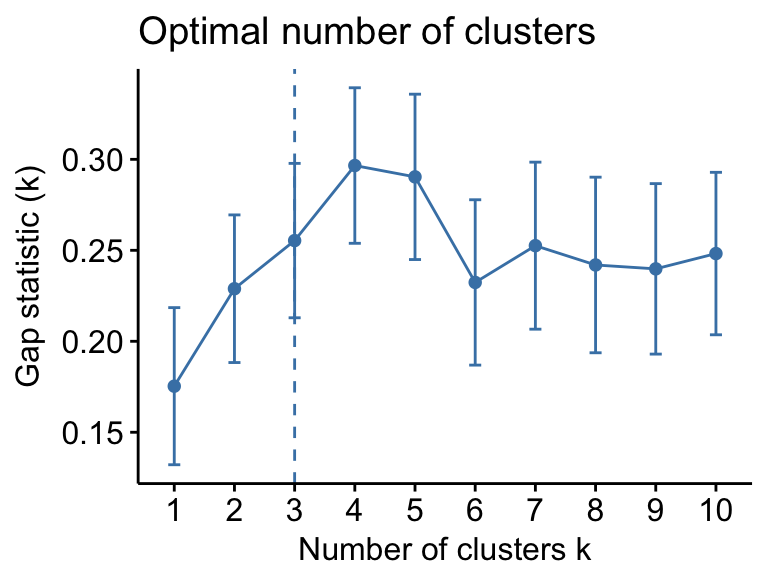 Optimal number of clusters
Gap statistic (k)
0.30
0.25
0.20
0.15
1 2 3 4 5 6 7 8 9 10
Number of clusters k